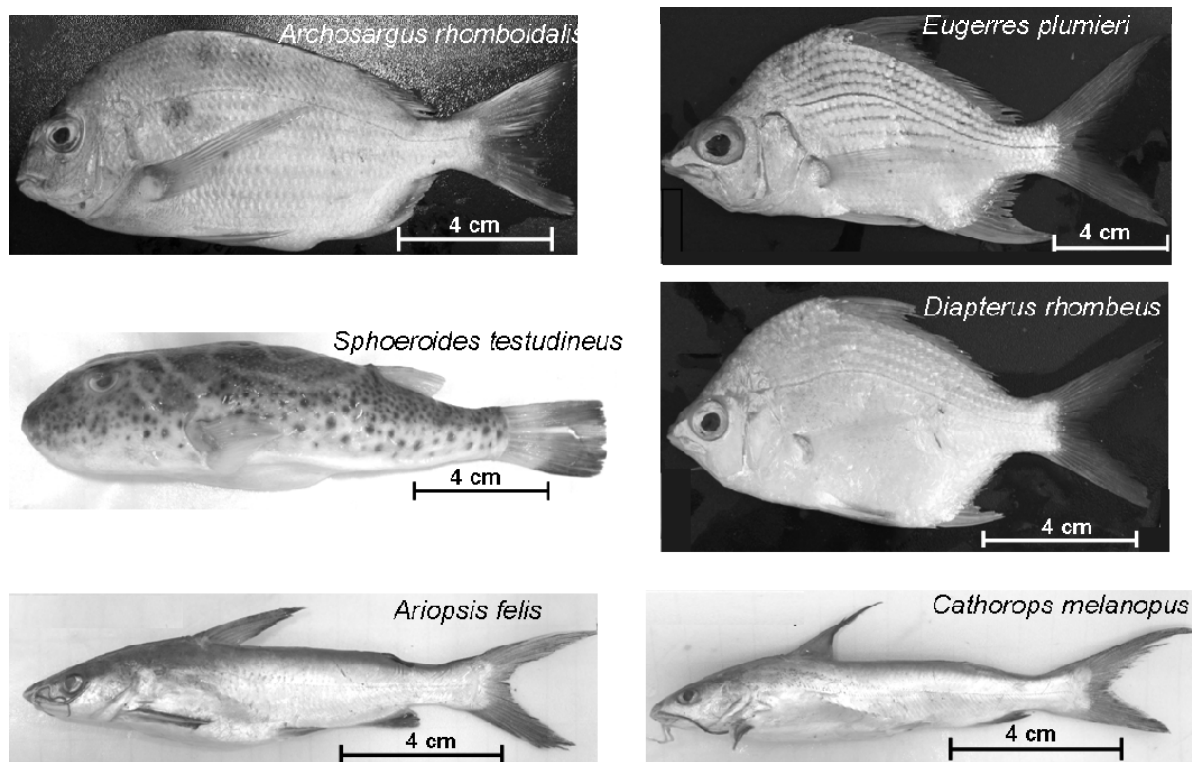 Archosargus rhomboidalis
4 cm
Eugerres plumieri
4 cm
Sphoeroides testudineus
4 cm
Diapterus rhombeus
4 cm
Ariopsis felis
4 cm
Cathorops melanopus
4 cm